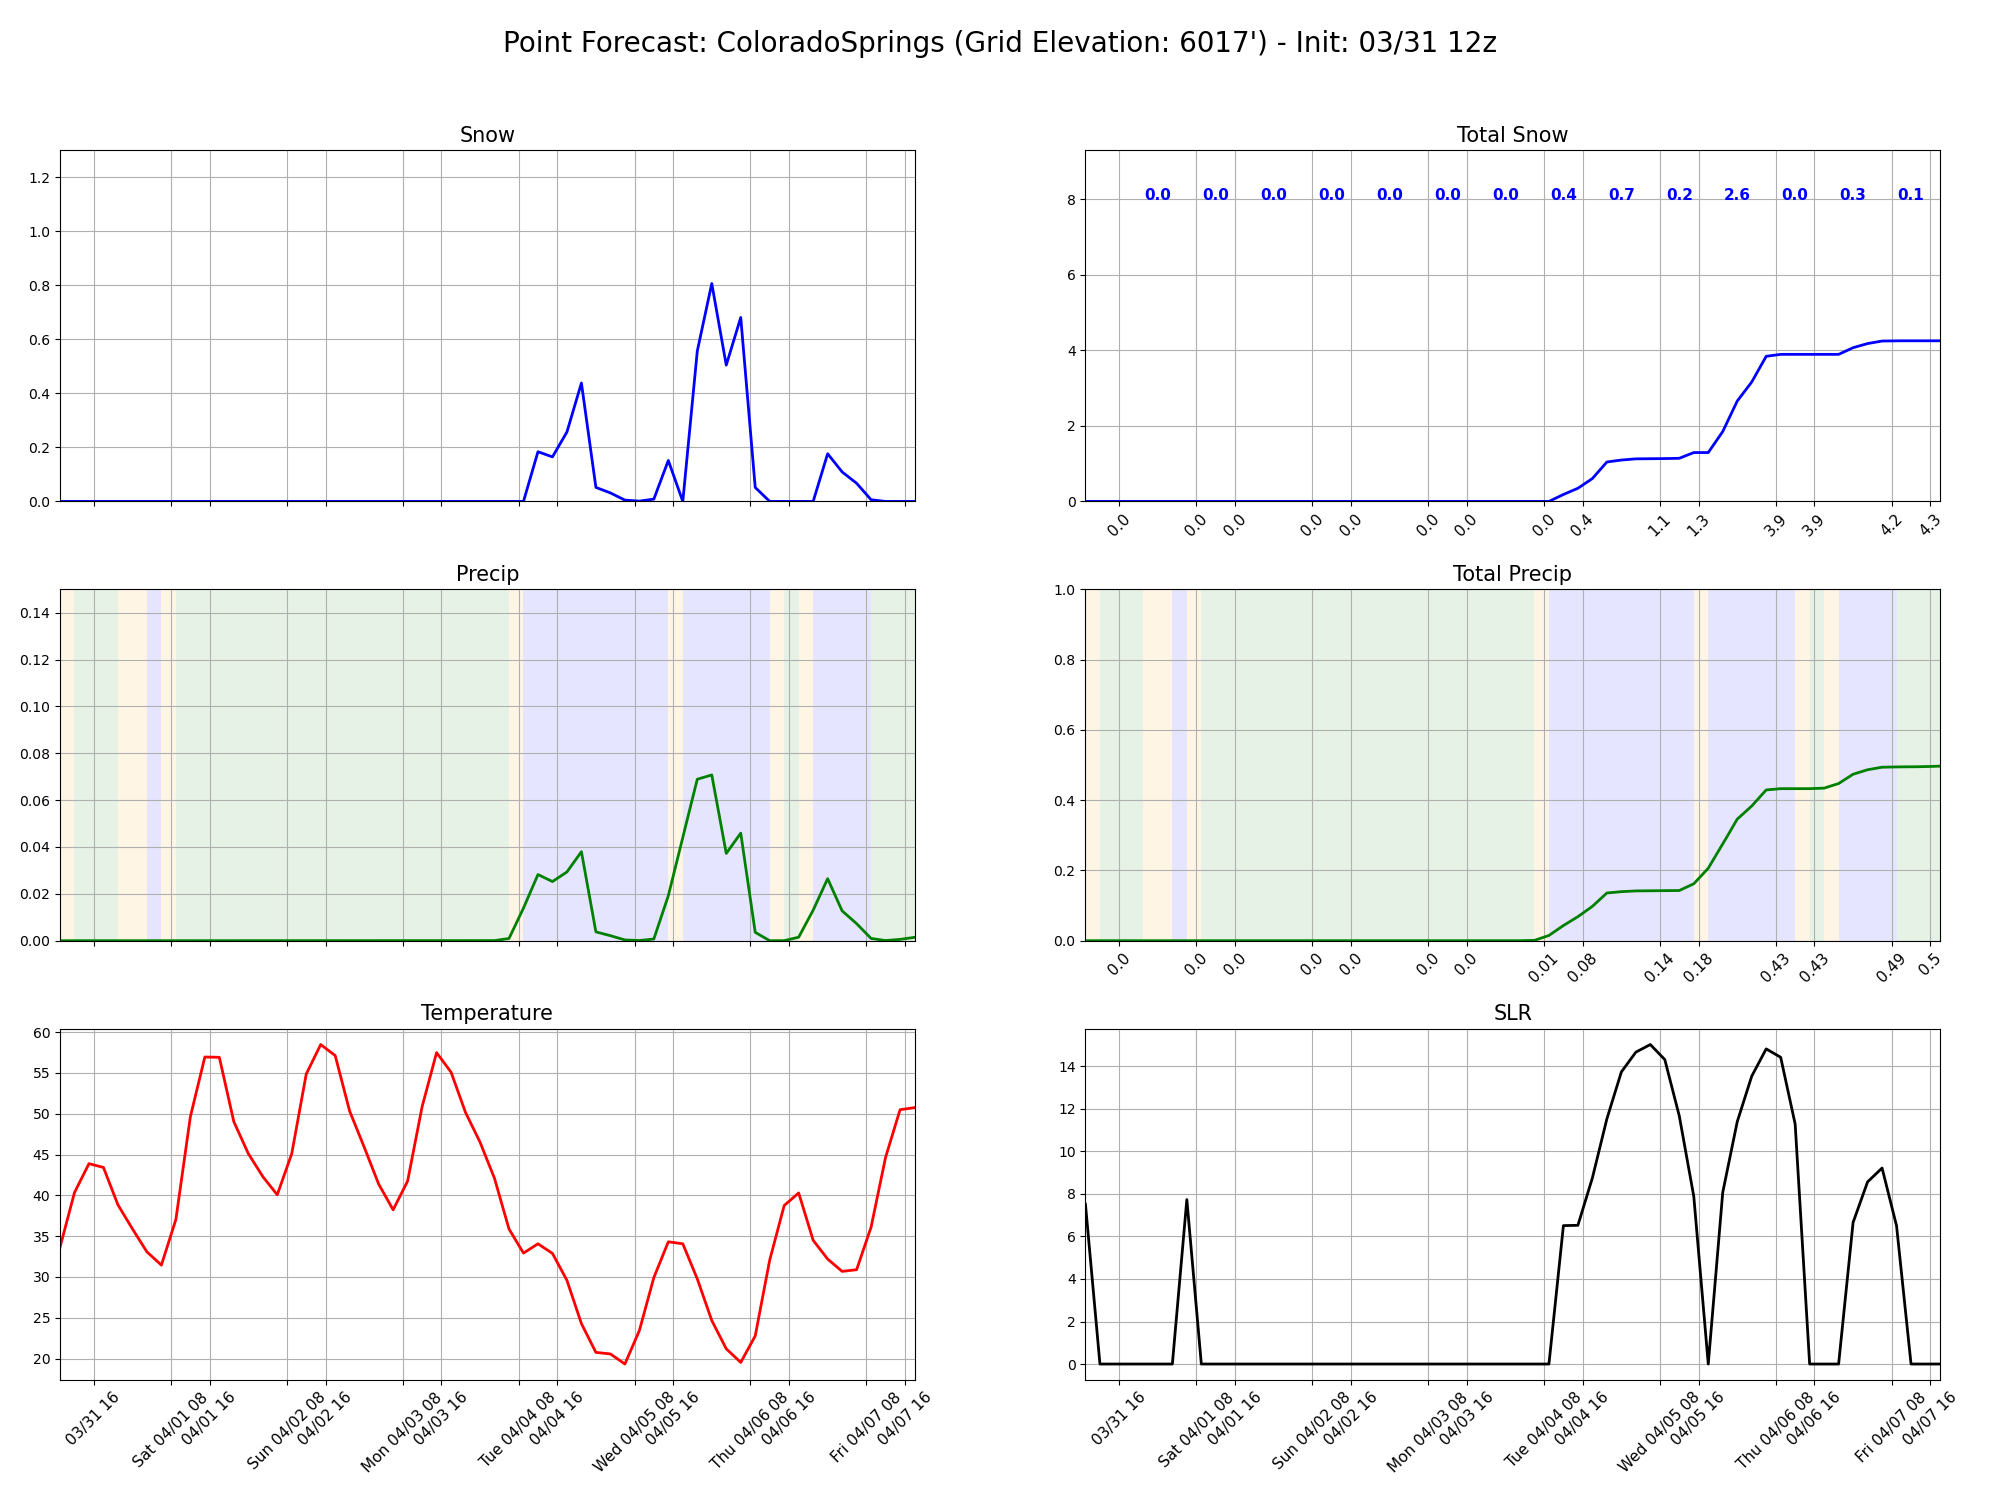 Point Forecast: ColoradoSprings (Grid Elevation: 6017') - Init: 03/31 12z
Snow
1.2
1.0
0.8
0.6
0.4
0.2
0.0
Total Snow
0.0 0.0 0.0 0.0 0.0 0.0 0.0 0.4 0.7 0.2 2.6 0.0 0.3 0.1
8
6
4
2
0
0.0 0.0 0.0 0.0 0.0 0.0 0.0 0.0 0.4 1.1 1.3 3.9 3.9 4.2 4.3
Precip
0.14
0.12
0.10
0.08
0.06
0.04
0.02
0.00
Total Precip
1.0
0.8
0.6
0.4
0.2
0.0
0.0 0.0 0.0 0.0 0.0 0.0 0.0 0.01 0.08 0.14 0.18 0.43 0.43 0.49 0.5
Temperature
60
55
50
45
40
35
30
25
20
03/31 16
Sat 04/01 08
04/01 16
Sun 04/02 08
04/02 16
Mon 04/03 08
04/03 16
Tue 04/04 08
04/04 16
Wed 04/05 08
04/05 16
Thu 04/06 08
04/06 16
Fri 04/07 08
04/07 16
SLR
14
12
10
8
6
4
2
0
03/31 16
Sat 04/01 08
04/01 16
Sun 04/02 08
04/02 16
Mon 04/03 08
04/03 16
Tue 04/04 08
04/04 16
Wed 04/05 08
04/05 16
Thu 04/06 08
04/06 16
Fri 04/07 08
04/07 16